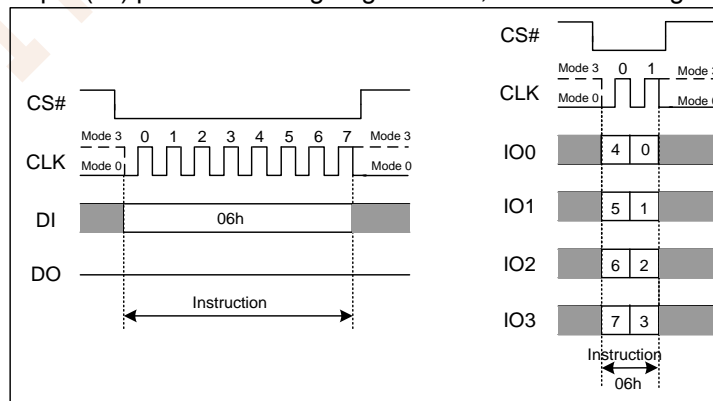 CS#
Mode 3 0 1 2 3 4 5 6 7 Mode 3
CLK
Mode 0 Mode 0
DI 06h
DO
Instruction
CS#
Mode 3 0 1 Mode 3
CLK
Mode 0
IO0 4 0
IO1 5 1
IO2 6 2
IO3 7 3
Instruction
06h